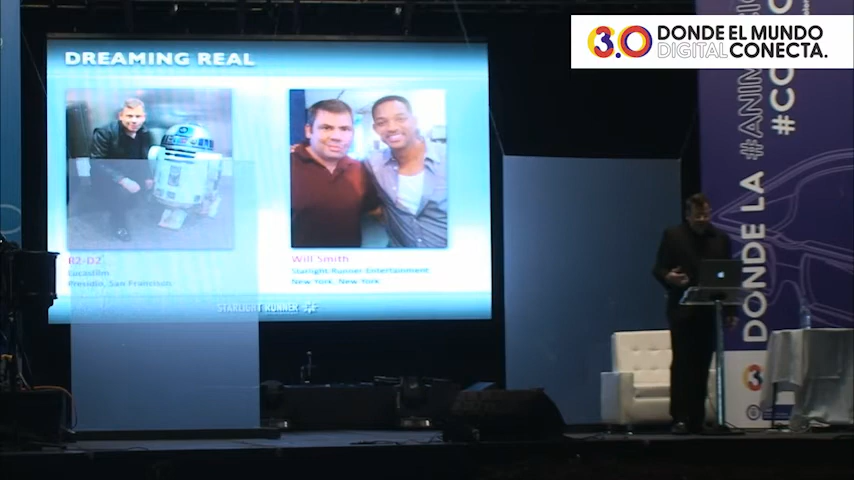 3.0 DONDE EL MUNDO
DIGITAL CONECTA.
DREAMING REAL
R2-D2
Lucasfilm
Presidio, San Francisco
Will Smith
Starlight Runner Entertainment
New York, New York
STARLIGHT RUNNER
DONDE LA
#CO